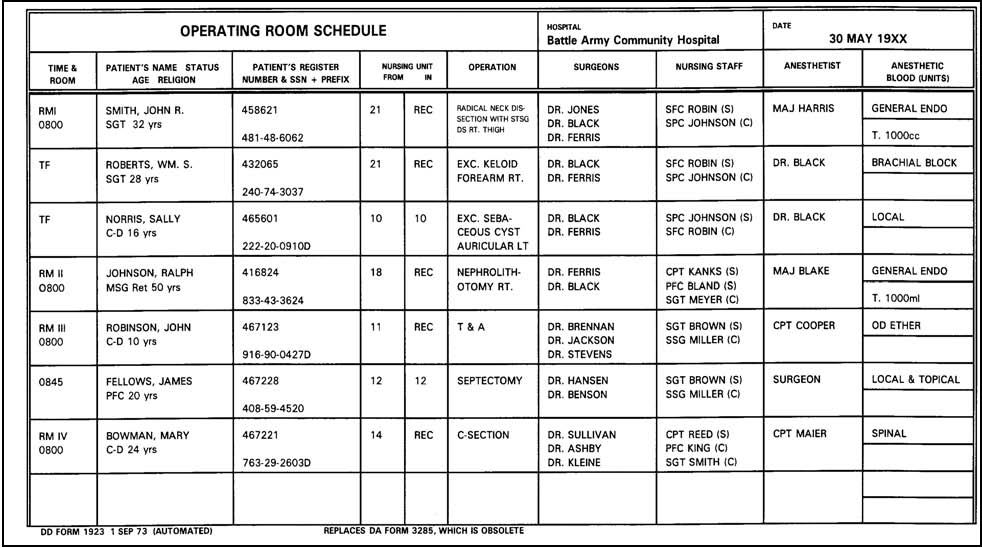 OPERATING ROOM SCHEDULE
HOSPITAL
Battle Army Community Hospital
DATE
30 MAY 19XX
TIME & ROOM
PATIENT'S NAME STATUS AGE RELIGION
PATIENT'S REGISTER NUMBER & SSN + PREFIX
NURSING UNIT FROM IN
OPERATION
SURGEONS
NURSING STAFF
ANESTHETIST
ANESTHETIC BLOOD (UNITS)
RMI SMITH, JOHN R. 458621 21 REC RADICAL NECK DIS- DR. JONES SFC ROBIN (S) MAJ HARRIS GENERAL ENDO
0800 SGT 32 yrs SECTION WITH STSG DR. BLACK SPC JOHNSON (C)
481-48-6062 DS RT. THIGH DR. FERRIS T. 1000cc
TF ROBERTS, WM. S. 432065 21 REC EXC. KELOID DR. BLACK SFC ROBIN (S) DR. BLACK BRACHIAL BLOCK
SGT 28 yrs FOREARM RT. DR. FERRIS SPC JOHNSON (C)
240-74-3037
TF NORRIS, SALLY 465601 10 10 EXC. SEBA- DR. BLACK SPC JOHNSON (S) DR. BLACK LOCAL
C-D 16 yrs CEOUS CYST DR. FERRIS SFC ROBIN (C)
222-20-0910D AURICULAR LT
RM II JOHNSON, RALPH 416824 18 REC NEPHROLITH- DR. FERRIS CPT KANKS (S) MAJ BLAKE GENERAL ENDO
O800 MSG Ret 50 yrs OTOMY RT. DR. BLACK PFC BLAND (S)
833-43-3624 SGT MEYER (C) T. 1000ml
RM III ROBINSON, JOHN 467123 11 REC T & A DR. BRENNAN SGT BROWN (S) CPT COOPER OD ETHER
0800 C-D 10 yrs DR. JACKSON SSG MILLER (C)
916-90-0427D DR. STEVENS
0845 FELLOWS, JAMES 467228 12 12 SEPTECTOMY DR. HANSEN SGT BROWN (S) SURGEON LOCAL & TOPICAL
PFC 20 yrs DR. BENSON SSG MILLER (C)
408-59-4520
RM IV BOWMAN, MARY 467221 14 REC C-SECTION DR. SULLIVAN CPT REED (S) CPT MAIER SPINAL
0800 C-D 24 yrs DR. ASHBY PFC KING (C)
763-29-2603D DR. KLEINE SGT SMITH (C)
DD FORM 1923 1 SEP 73 (AUTOMATED) REPLACES DA FORM 3285, WHICH IS OBSOLETE